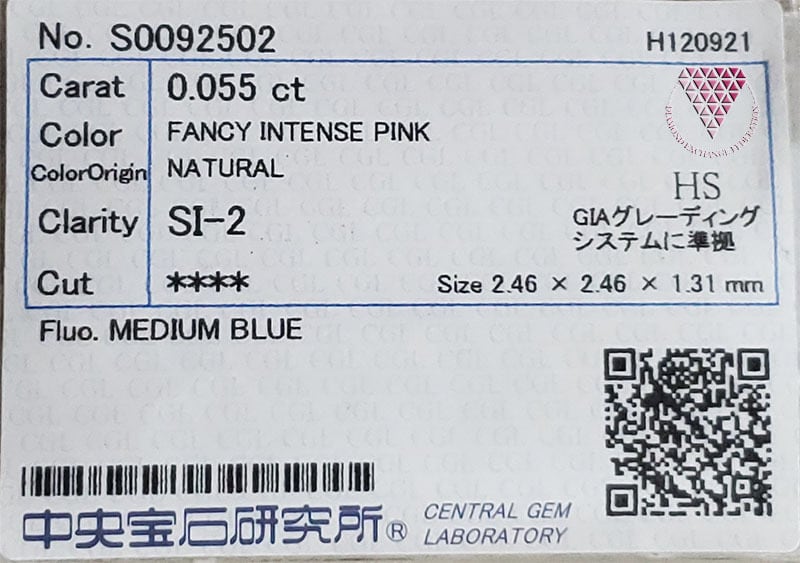 No. S0092502
H120921
Carat 0.055 ct
Color FANCY INTENSE PINK
ColorOrigin NATURAL
HS
Clarity SI-2
GIAグレーディング
システムに準拠
Cut ****
Size 2.46 × 2.46 × 1.31 mm
Fluo. MEDIUM BLUE
中央宝石研究所®
CENTRAL GEM
LABORATORY